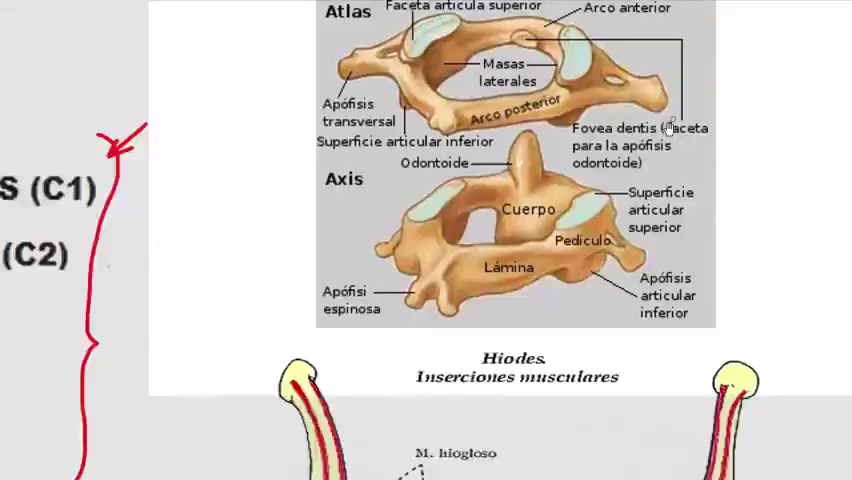 Atlas
Faceta articula superior
Arco anterior
Masas
laterales
Apófisis
transversal
Arco posterior
Superficie articular inferior
Fovea dentis (faceta
para la apófisis
odontoide)
Odontoide
S (C1)
(C2)
Axis
Cuerpo
Superficie
articular
superior
Pedículo
Lámina
Apófisi
espinosa
Apófisis
articular
inferior
Hiodes.
Inserciones musculares
M. hiogloso